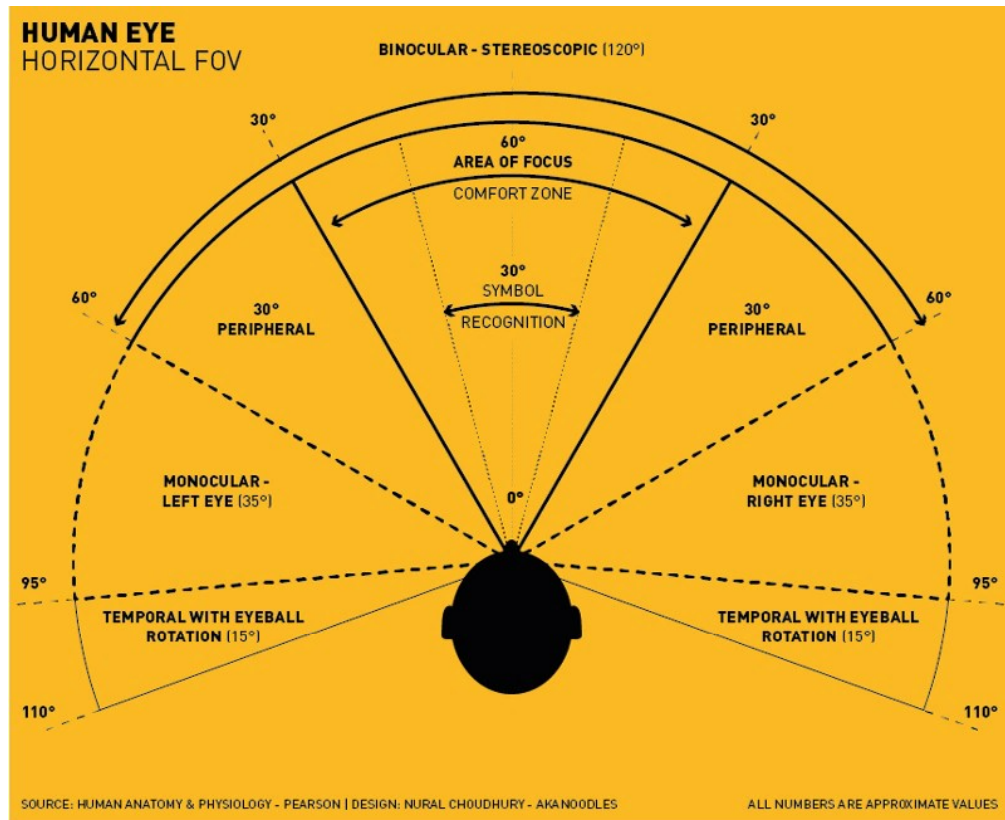 HUMAN EYE
HORIZONTAL FOV
BINOCULAR - STEREOSCOPIC (120°)
30°
30°
60°
AREA OF FOCUS
COMFORT ZONE
30°
SYMBOL
RECOGNITION
60°
60°
30°
PERIPHERAL
30°
PERIPHERAL
MONOCULAR -
LEFT EYE (35°)
0°
MONOCULAR -
RIGHT EYE (35°)
95°
95°
TEMPORAL WITH EYEBALL
ROTATION (15°)
TEMPORAL WITH EYEBALL
ROTATION (15°)
110°
110°
SOURCE: HUMAN ANATOMY & PHYSIOLOGY - PEARSON | DESIGN: NURAL CHOUDHURY - AKANOODLES
ALL NUMBERS ARE APPROXIMATE VALUES